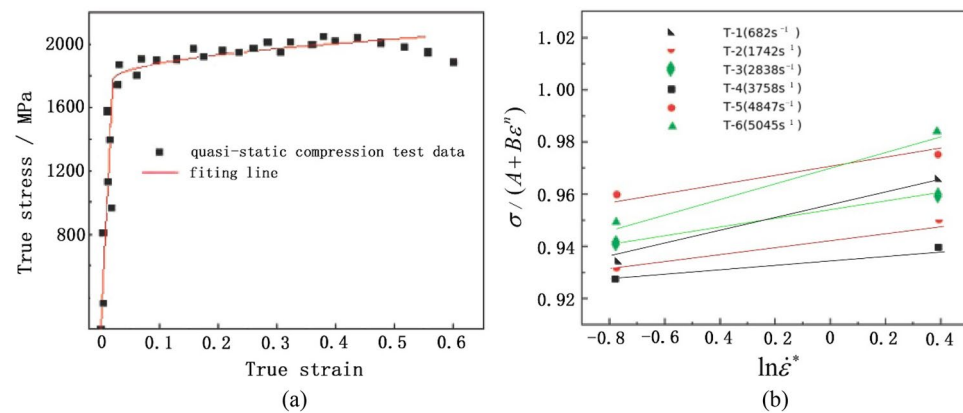 (a)
True stress / MPa
2000
1600
1200
800
quasi-static compression test data
fiting line
0 0.1 0.2 0.3 0.4 0.5 0.6
True strain
(a)
(b)
σ / (A + Bεⁿ)
1.02
1.00
0.98
0.96
0.94
0.92
T-1(682s⁻¹)
T-2(1742s⁻¹)
T-3(2838s⁻¹)
T-4(3758s⁻¹)
T-5(4847s⁻¹)
T-6(5045s⁻¹)
-0.8 -0.6 -0.4 0.2 0 0.2 0.4
lnε̇*
(b)